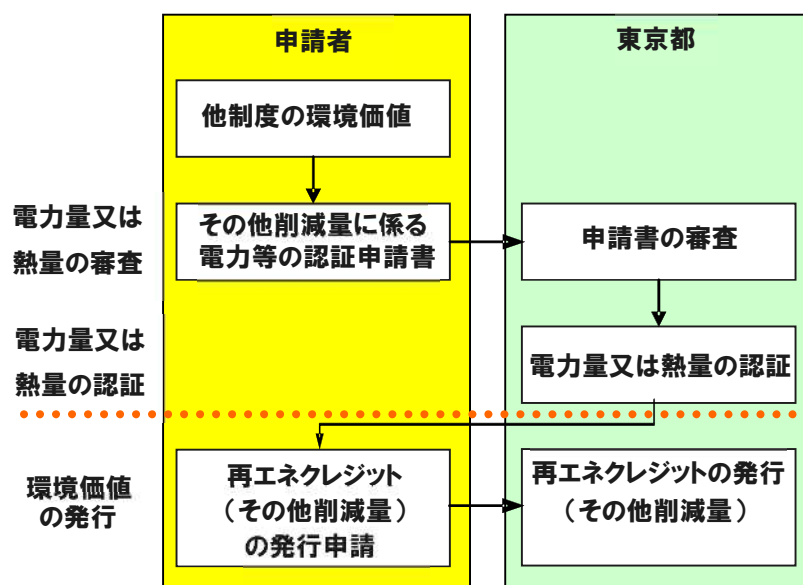 申請者
東京都
他制度の環境価値
電力量又は
熱量の審査
その他削減量に係る
電力等の認証申請書
申請書の審査
電力量又は
熱量の認証
電力量又は熱量の認証
環境価値
の発行
再エネクレジット
（その他削減量）
の発行申請
再エネクレジットの発行
（その他削減量）